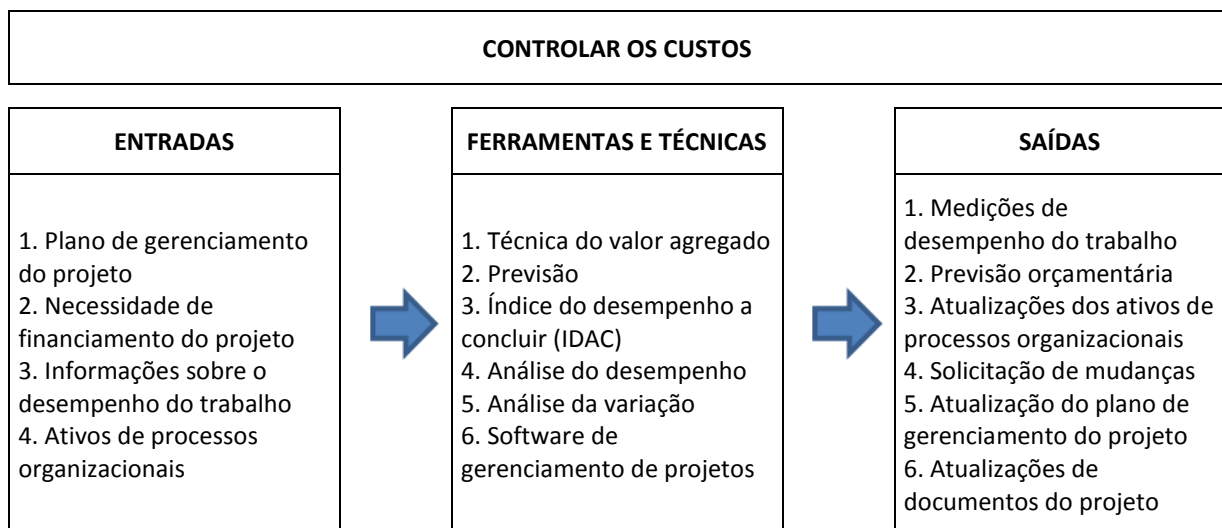 CONTROLAR OS CUSTOS
ENTRADAS
1. Plano de gerenciamento
do projeto
2. Necessidade de
financiamento do projeto
3. Informações sobre o
desempenho do trabalho
4. Ativos de processos
organizacionais
FERRAMENTAS E TÉCNICAS
1. Técnica do valor agregado
2. Previsão
3. Índice do desempenho a
concluir (IDAC)
4. Análise do desempenho
5. Análise da variação
6. Software de
gerenciamento de projetos
SAÍDAS
1. Medições de
desempenho do trabalho
2. Previsão orçamentária
3. Atualizações dos ativos de
processos organizacionais
4. Solicitação de mudanças
5. Atualização do plano de
gerenciamento do projeto
6. Atualizações de
documentos do projeto